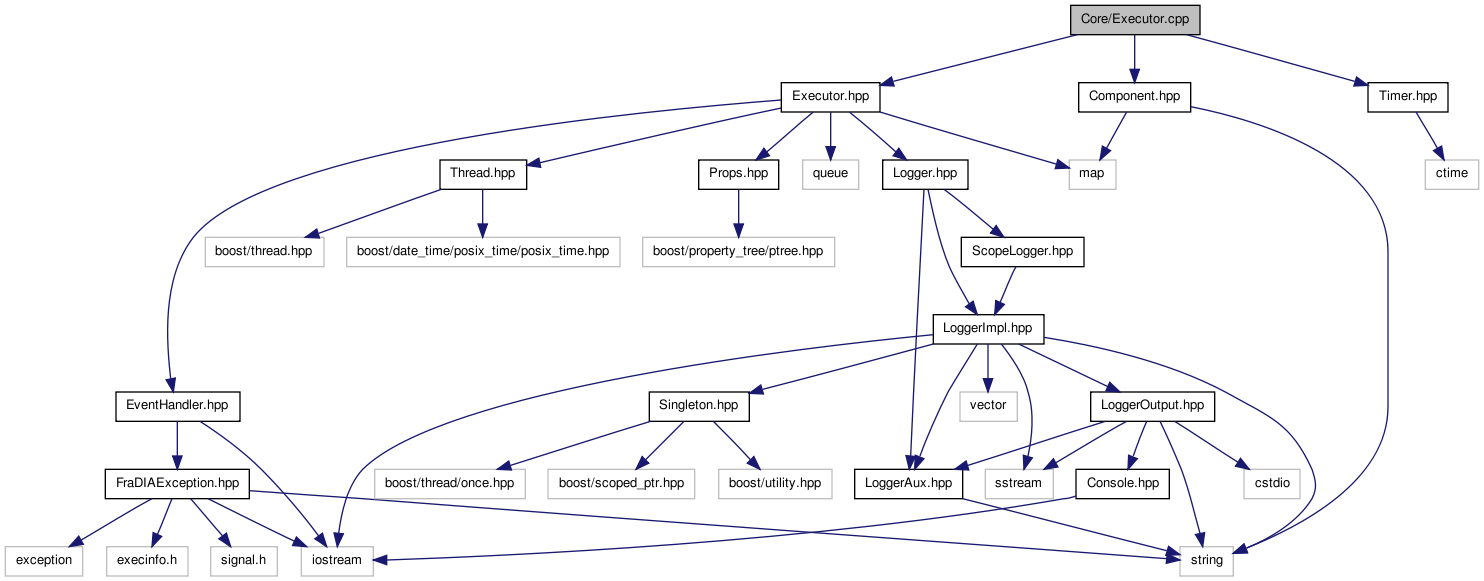 Core/Executor.cpp
Executor.hpp
Component.hpp
Timer.hpp
Thread.hpp
Props.hpp
queue
Logger.hpp
map
ctime
boost/thread.hpp
boost/date_time/posix_time/posix_time.hpp
boost/property_tree/ptree.hpp
ScopeLogger.hpp
LoggerImpl.hpp
EventHandler.hpp
Singleton.hpp
vector
LoggerOutput.hpp
FraDIAException.hpp
boost/thread/once.hpp
boost/scoped_ptr.hpp
boost/utility.hpp
LoggerAux.hpp
sstream
Console.hpp
cstdio
exception
execinfo.h
signal.h
iostream
string